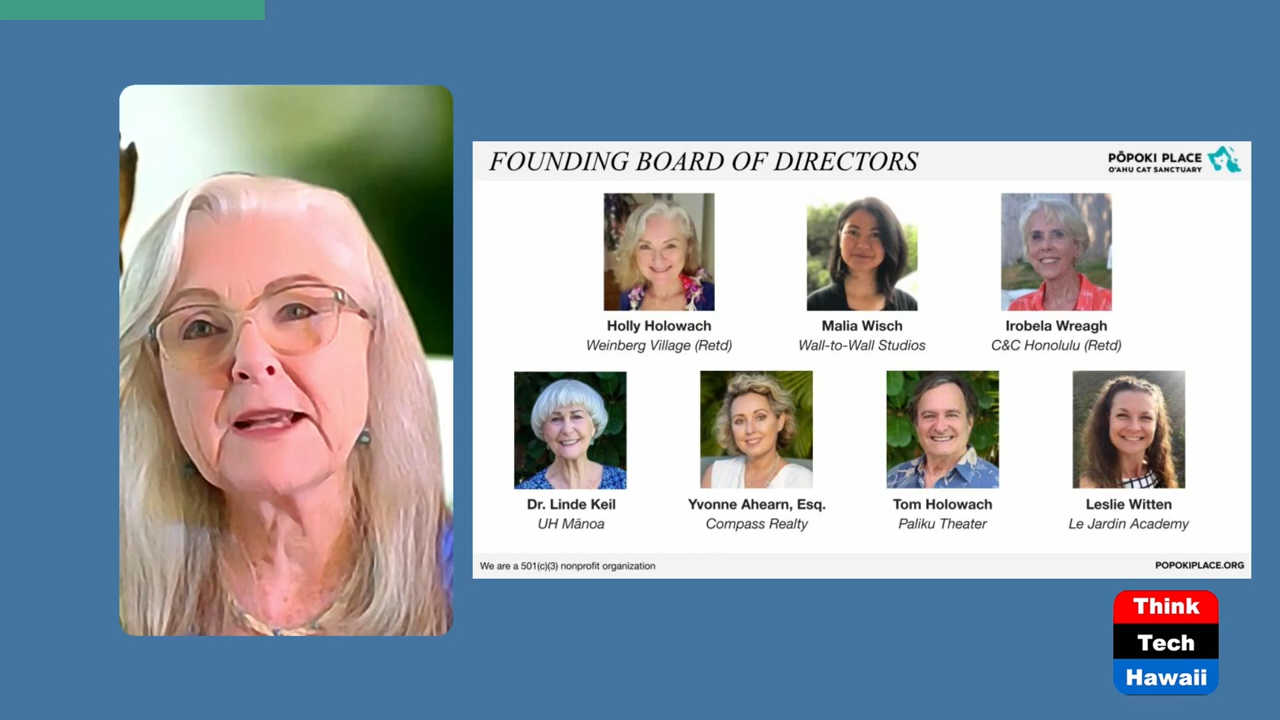 FOUNDING BOARD OF DIRECTORS
PŌPOKI PLACE
O'AHU CAT SANCTUARY
Holly Holowach
Weinberg Village (Retd)
Malia Wisch
Wall-to-Wall Studios
Irobela Wreagh
C&C Honolulu (Retd)
Dr. Linde Keil
UH Mānoa
Yvonne Ahearn, Esq.
Compass Realty
Tom Holowach
Paliku Theater
Leslie Witten
Le Jardin Academy
We are a 501(c)(3) nonprofit organization
POPOKIPLACE.ORG
Think
Tech
Hawaii